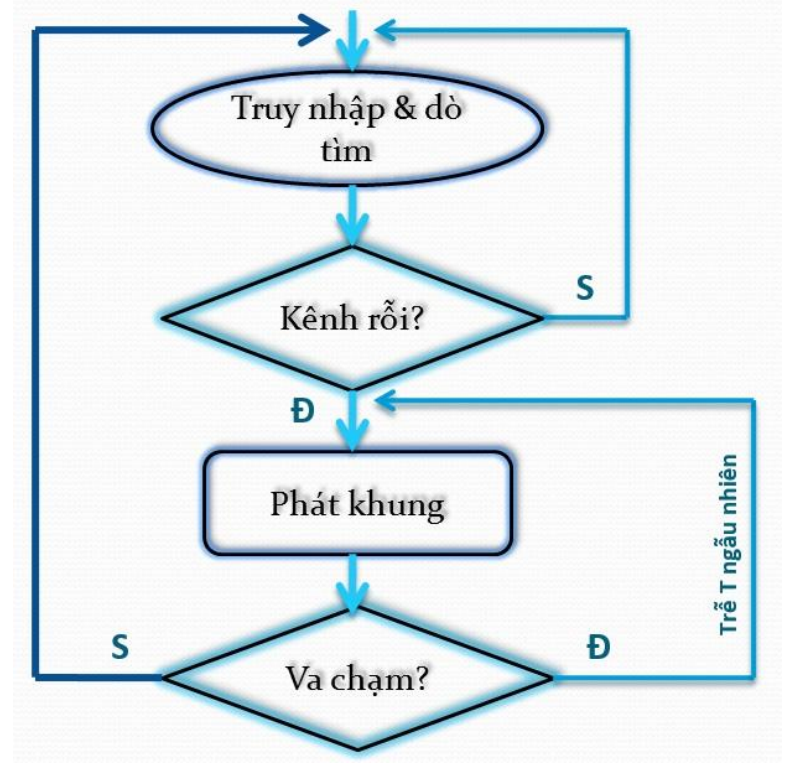 Truy nhập & dò
tìm
Kênh rỗi?
S
Đ
Phát khung
Trễ T ngẫu nhiên
S
Va chạm?
Đ